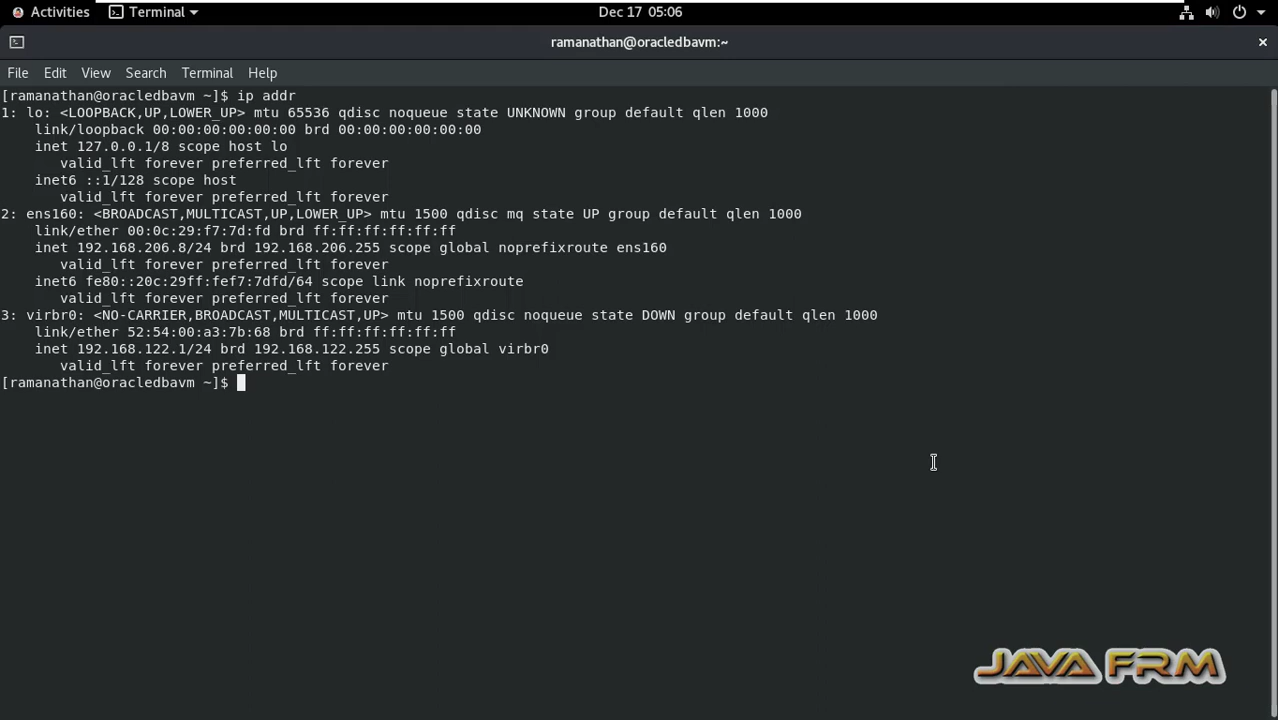 Activities Terminal Dec 17 05:06
ramanathan@oracledbavm:~
File Edit View Search Terminal Help
[ramanathan@oracledbavm ~]$ ip addr
1: lo: <LOOPBACK,UP,LOWER_UP> mtu 65536 qdisc noqueue state UNKNOWN group default qlen 1000
    link/loopback 00:00:00:00:00:00 brd 00:00:00:00:00:00
    inet 127.0.0.1/8 scope host lo
       valid_lft forever preferred_lft forever
    inet6 ::1/128 scope host
       valid_lft forever preferred_lft forever
2: ens160: <BROADCAST,MULTICAST,UP,LOWER_UP> mtu 1500 qdisc mq state UP group default qlen 1000
    link/ether 00:0c:29:f7:7d:fd brd ff:ff:ff:ff:ff:ff
    inet 192.168.206.8/24 brd 192.168.206.255 scope global noprefixroute ens160
       valid_lft forever preferred_lft forever
    inet6 fe80::20c:29ff:fef7:7dfd/64 scope link noprefixroute
       valid_lft forever preferred_lft forever
3: virbr0: <NO-CARRIER,BROADCAST,MULTICAST,UP> mtu 1500 qdisc noqueue state DOWN group default qlen 1000
    link/ether 52:54:00:a3:7b:68 brd ff:ff:ff:ff:ff:ff
    inet 192.168.122.1/24 brd 192.168.122.255 scope global virbr0
       valid_lft forever preferred_lft forever
[ramanathan@oracledbavm ~]$
JAVA FRM